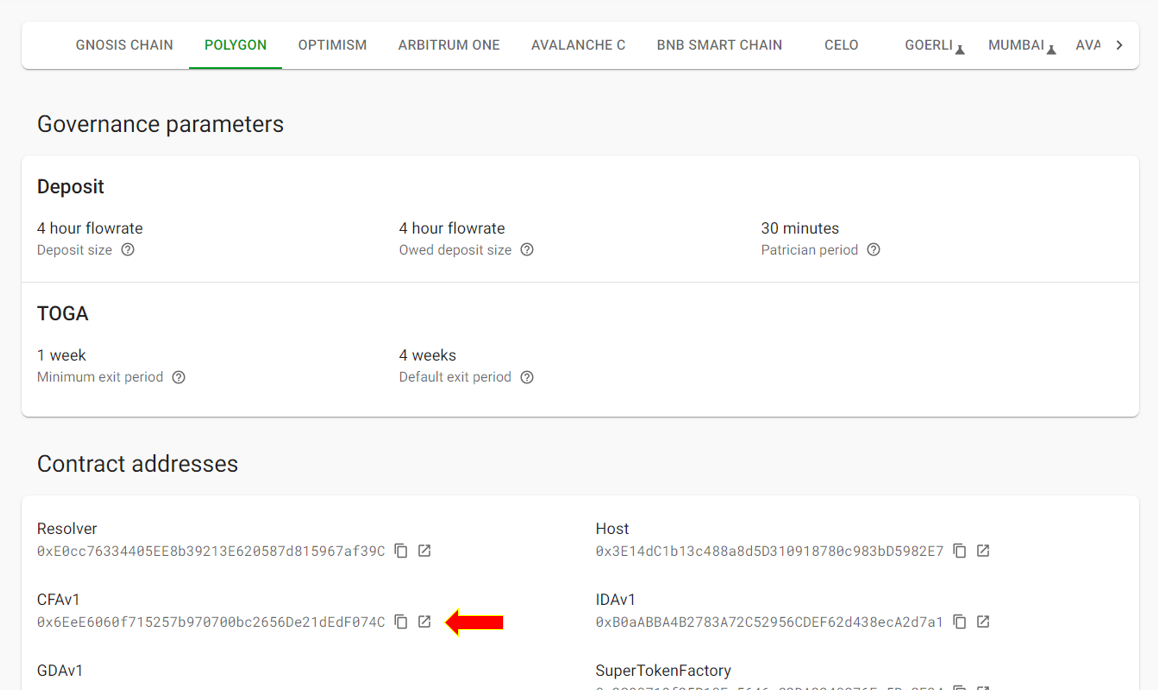 GNOSIS CHAIN POLYGON OPTIMISM ARBITRUM ONE AVALANCHE C BNB SMART CHAIN CELO GOERLI MUMBAI AVA
Governance parameters
Deposit
4 hour flowrate 4 hour flowrate 30 minutes
Deposit size Owed deposit size Patrician period
TOGA
1 week 4 weeks
Minimum exit period Default exit period
Contract addresses
Resolver Host
0xE0cc76334405EE8b39213E620587d815967af39C 0x3E14dC1b13c488a8d5D310918780c983bD5982E7
CFAv1 IDAv1
0x6EeE6060f715257b970700bc2656De21dEdF074C 0xB0aABBA4B2783A72C52956CDEF62d438ecA2d7a1
GDAv1 SuperTokenFactory